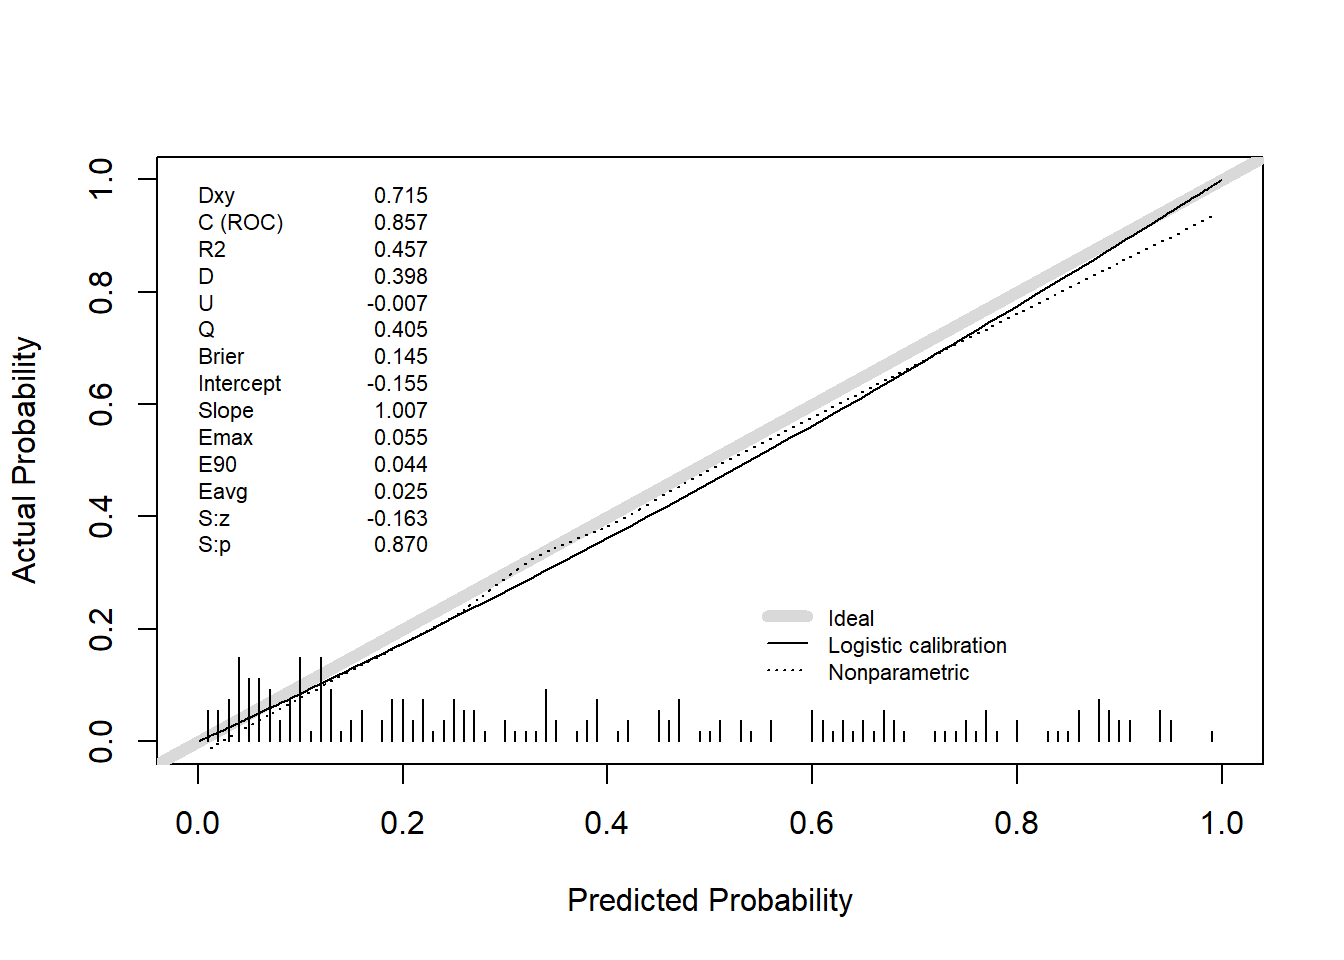 Dxy 0.715
C (ROC) 0.857
R2 0.457
D 0.398
U -0.007
Q 0.405
Brier 0.145
Intercept -0.155
Slope 1.007
Emax 0.055
E90 0.044
Eavg 0.025
S:z -0.163
S:p 0.870
Ideal
Logistic calibration
Nonparametric
Actual Probability
1.0
0.8
0.6
0.4
0.2
0.0
0.0 0.2 0.4 0.6 0.8 1.0
Predicted Probability